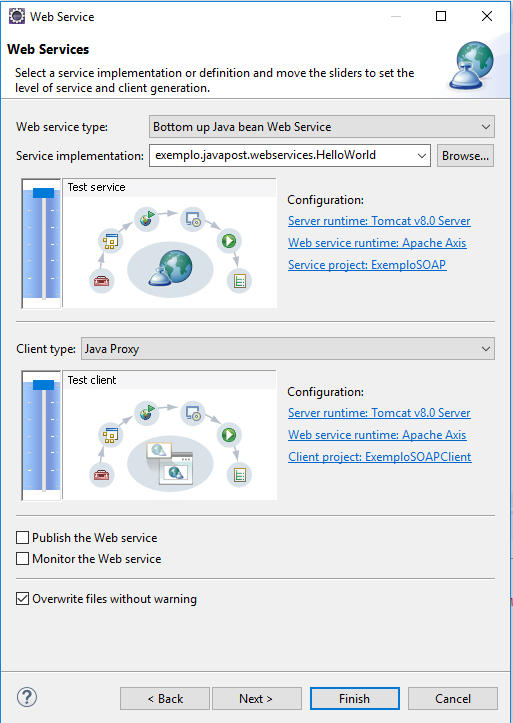 Web Service
Web Services
Select a service implementation or definition and move the sliders to set the
level of service and client generation.
Web service type: Bottom up Java bean Web Service
Service implementation: exemplo.javapost.webservices.HelloWorld Browse...
Test service
Configuration:
Server runtime: Tomcat v8.0 Server
Web service runtime: Apache Axis
Service project: ExemploSOAP
Client type: Java Proxy
Test client
Configuration:
Server runtime: Tomcat v8.0 Server
Web service runtime: Apache Axis
Client project: ExemploSOAPClient
Publish the Web service
Monitor the Web service
Overwrite files without warning
? < Back Next > Finish Cancel